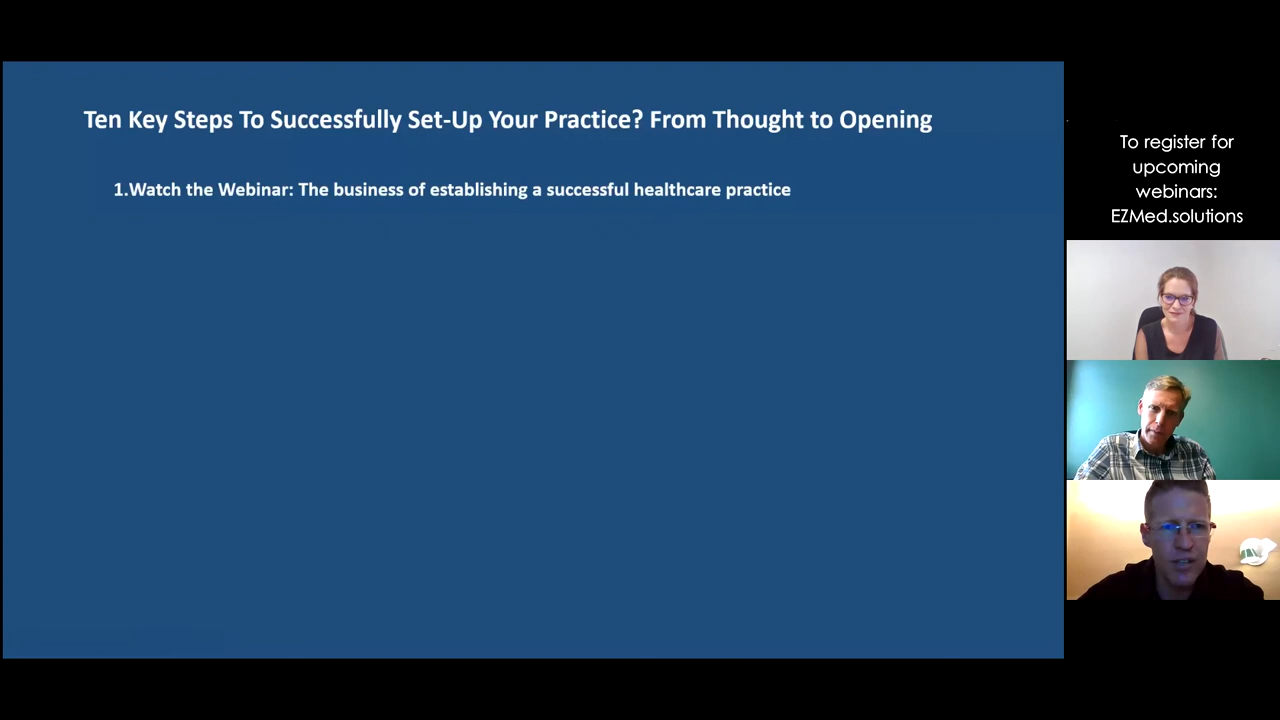 Ten Key Steps To Successfully Set-Up Your Practice? From Thought to Opening
1.Watch the Webinar: The business of establishing a successful healthcare practice
To register for
upcoming
webinars:
EZMed.solutions